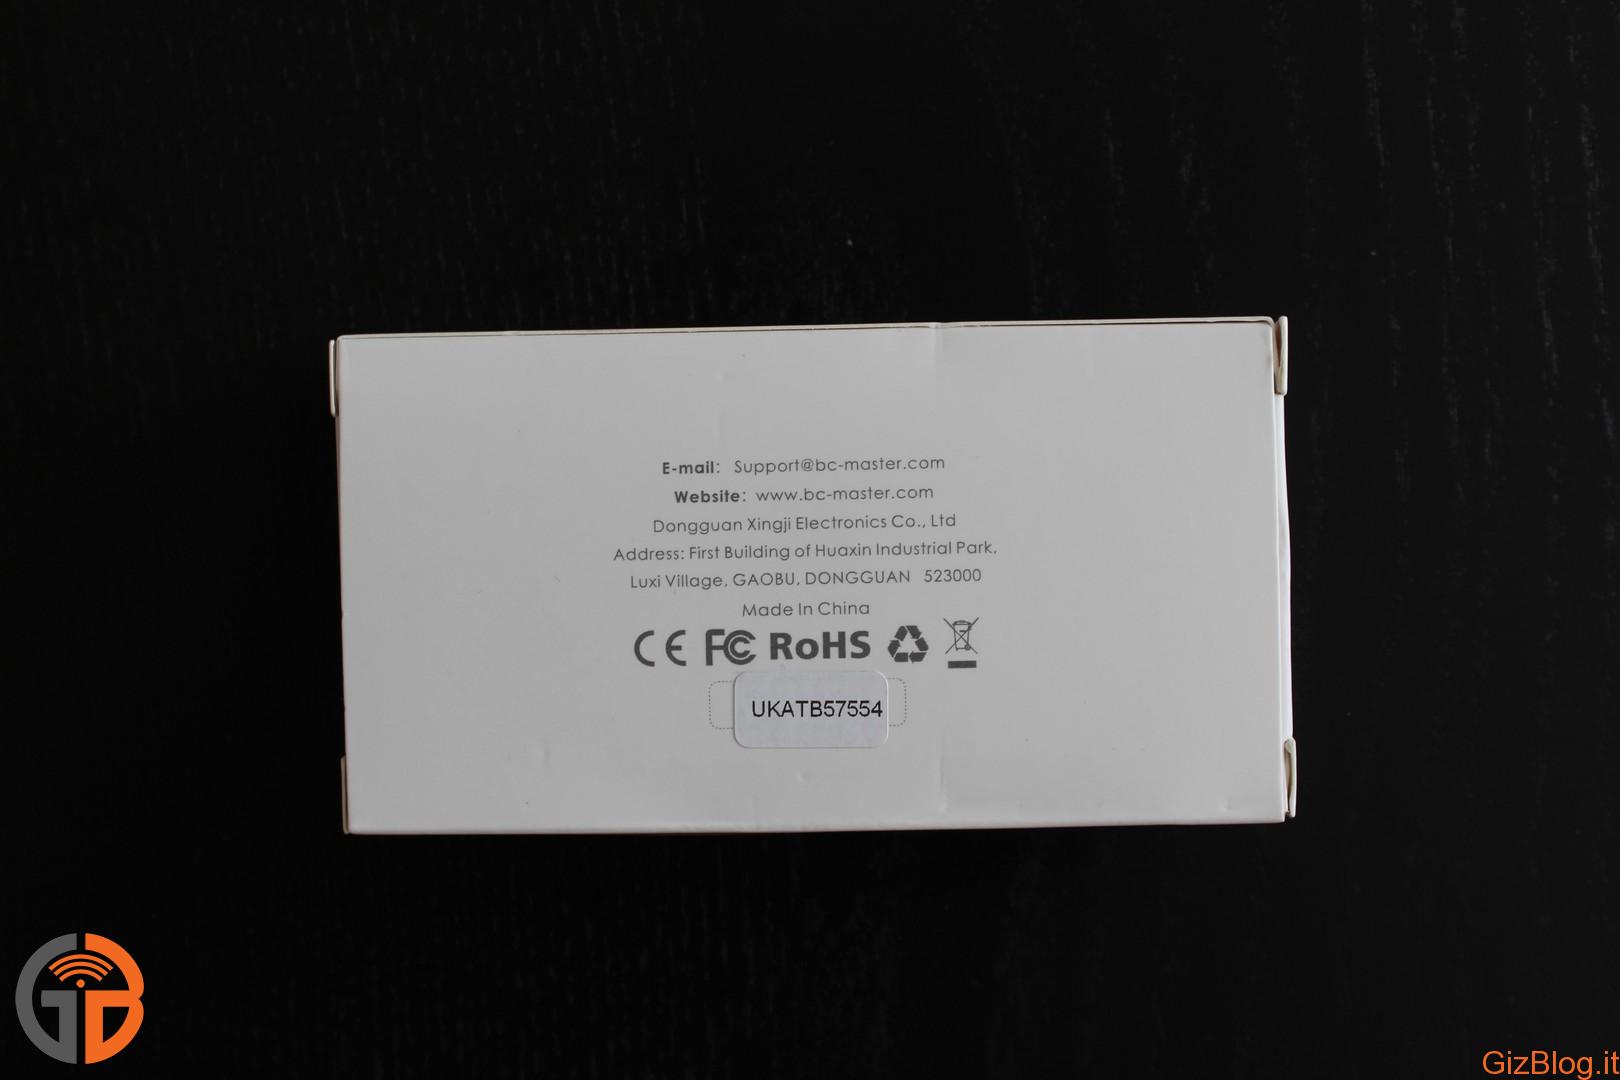 E-mail: Support@bc-master.com
Website: www.bc-master.com
Dongguan Xingji Electronics Co., Ltd
Address: First Building of Huaxin Industrial Park,
Luxi Village, GAOBU, DONGGUAN 523000
Made In China
CE FC RoHS
UKATB57554
GB
GizBlog.it